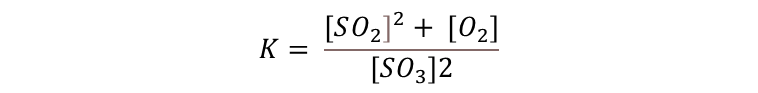 K = [SO₂]² + [O₂] / [SO₃]2